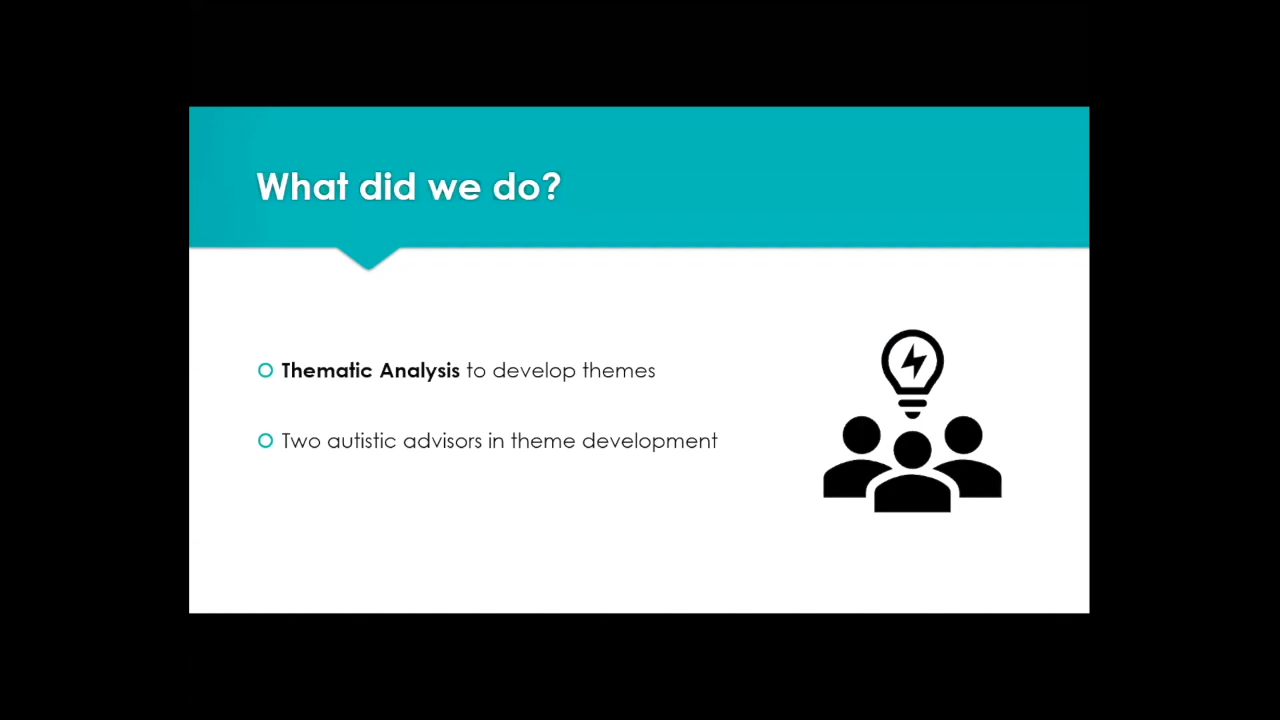 What did we do?
Thematic Analysis to develop themes
Two autistic advisors in theme development